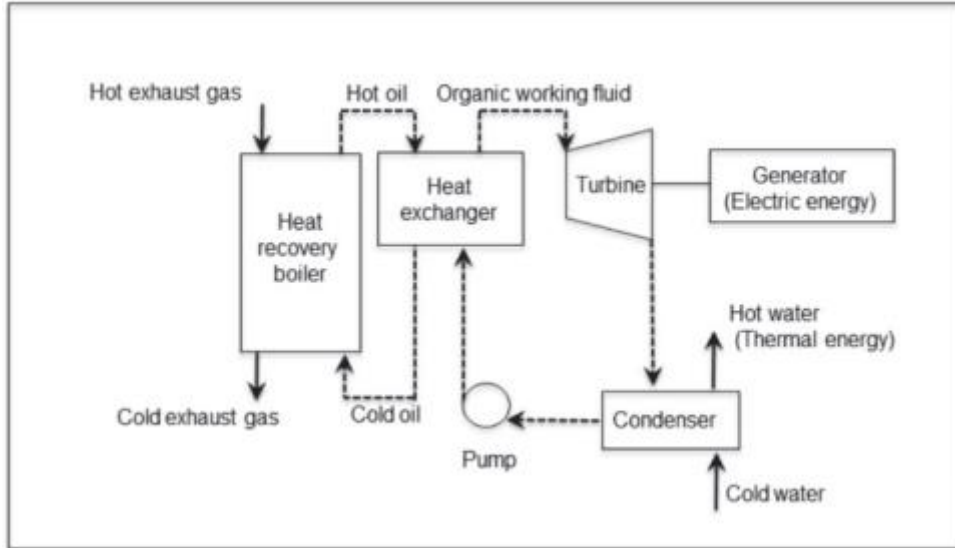 Hot exhaust gas
Hot oil
Organic working fluid
Heat
recovery
boiler
Heat
exchanger
Turbine
Generator
(Electric energy)
Hot water
(Thermal energy)
Cold exhaust gas
Cold oil
Pump
Condenser
Cold water